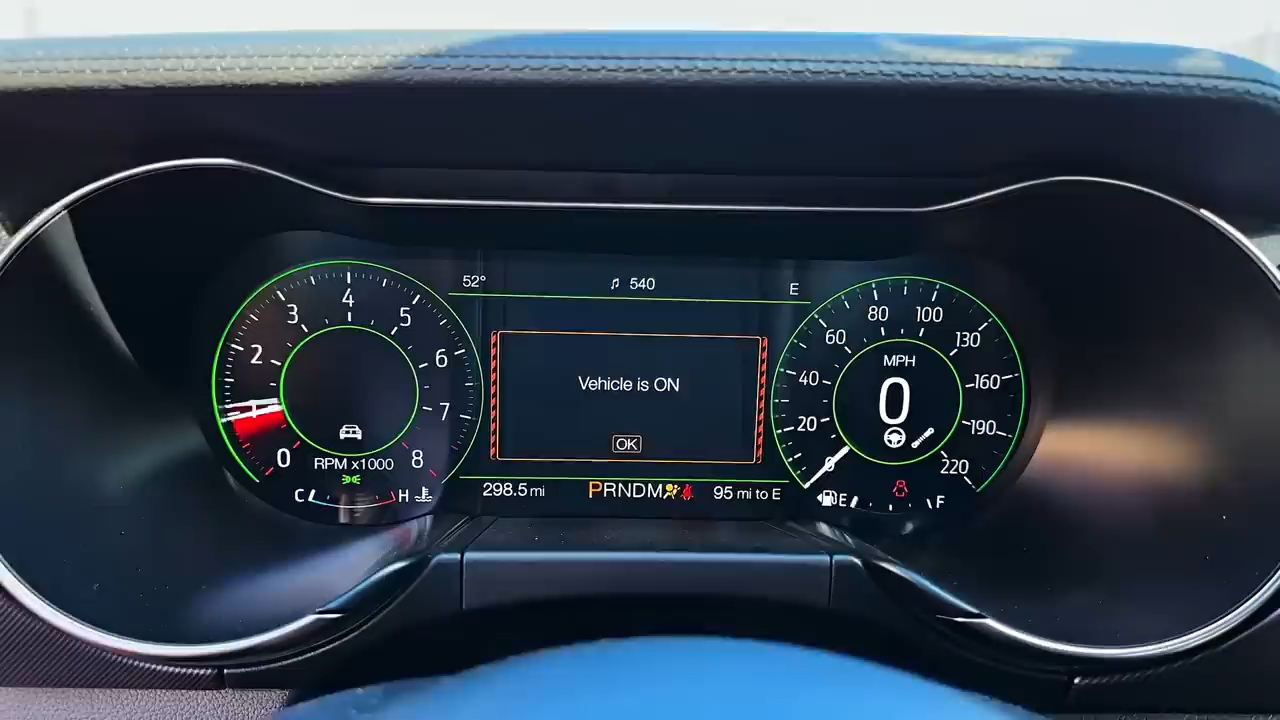 52° ♫ 540 E
4
3 5
2 6
7
0 8
RPM x1000
C H
Vehicle is ON
OK
298.5 mi PRNDM 95 mi to E
80 100
60 130
MPH
40 160
0
20 190
0 220
E F